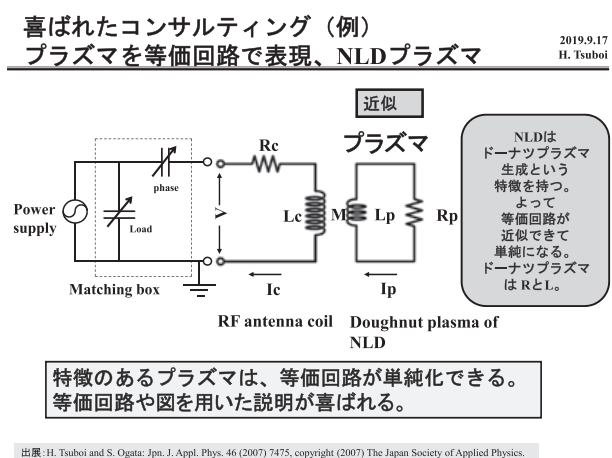 喜ばれたコンサルティング（例）
プラズマを等価回路で表現、NLDプラズマ
2019.9.17
H. Tsuboi
近似
プラズマ
NLDは
ドーナツプラズマ
生成という
特徴を持つ。
よって
等価回路が
近似できて
単純になる。
ドーナツプラズマ
は RとL。
Rc
phase
Power
supply
Load
V
Lc
M
Lp
Rp
Matching box
Ic
Ip
RF antenna coil
Doughnut plasma of
NLD
特徴のあるプラズマは、等価回路が単純化できる。
等価回路や図を用いた説明が喜ばれる。
出展：H. Tsuboi and S. Ogata: Jpn. J. Appl. Phys. 46 (2007) 7475, copyright (2007) The Japan Society of Applied Physics.